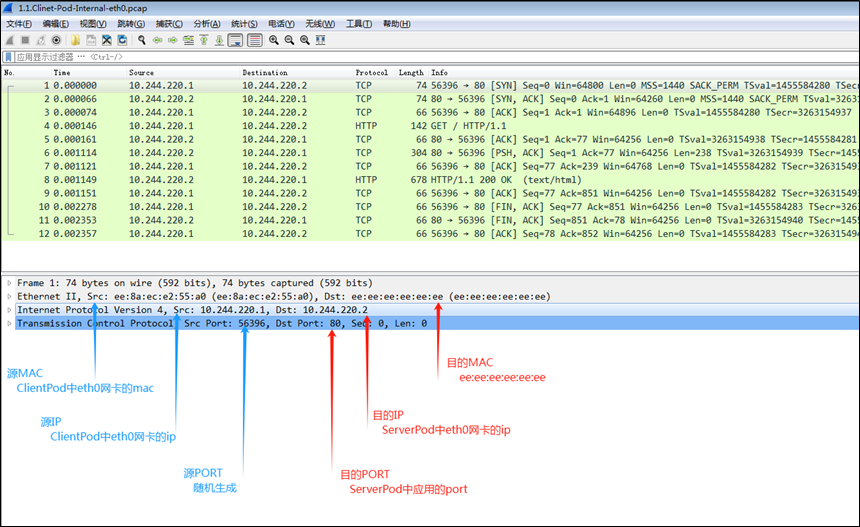 1.1.Clinet-Pod-Internal-eth0.pcap
文件(F) 编辑(E) 视图(V) 跳转(G) 捕获(C) 分析(A) 统计(S) 电话(Y) 无线(W) 工具(T) 帮助(H)
应用显示过滤器 … <Ctrl-/>
No. Time Source Destination Protocol Length Info
1 0.000000 10.244.220.1 10.244.220.2 TCP 74 56396 → 80 [SYN] Seq=0 Win=64800 Len=0 MSS=1440 SACK_PERM TSval=1455584280 TSecr=
2 0.000066 10.244.220.2 10.244.220.1 TCP 74 80 → 56396 [SYN, ACK] Seq=0 Ack=1 Win=64260 Len=0 MSS=1440 SACK_PERM TSval=3263
3 0.000074 10.244.220.1 10.244.220.2 TCP 66 56396 → 80 [ACK] Seq=1 Ack=1 Win=64896 Len=0 TSval=1455584280 TSecr=3263154937
4 0.000146 10.244.220.1 10.244.220.2 HTTP 142 GET / HTTP/1.1
5 0.000161 10.244.220.2 10.244.220.1 TCP 66 80 → 56396 [ACK] Seq=1 Ack=77 Win=64256 Len=0 TSval=3263154938 TSecr=1455584281
6 0.001114 10.244.220.2 10.244.220.1 TCP 304 80 → 56396 [PSH, ACK] Seq=1 Ack=77 Win=64256 Len=238 TSval=3263154939 TSecr=1455
7 0.001121 10.244.220.1 10.244.220.2 TCP 66 56396 → 80 [ACK] Seq=77 Ack=239 Win=64768 Len=0 TSval=1455584282 TSecr=326315493
8 0.001149 10.244.220.2 10.244.220.1 HTTP 678 HTTP/1.1 200 OK (text/html)
9 0.001151 10.244.220.1 10.244.220.2 TCP 66 56396 → 80 [ACK] Seq=77 Ack=851 Win=64256 Len=0 TSval=1455584282 TSecr=326315493
10 0.002278 10.244.220.1 10.244.220.2 TCP 66 56396 → 80 [FIN, ACK] Seq=77 Ack=851 Win=64256 Len=0 TSval=1455584283 TSecr=3263
11 0.002353 10.244.220.2 10.244.220.1 TCP 66 80 → 56396 [FIN, ACK] Seq=851 Ack=78 Win=64256 Len=0 TSval=3263154940 TSecr=1455
12 0.002357 10.244.220.1 10.244.220.2 TCP 66 56396 → 80 [ACK] Seq=78 Ack=852 Win=64256 Len=0 TSval=1455584283 TSecr=326315494
Frame 1: 74 bytes on wire (592 bits), 74 bytes captured (592 bits)
Ethernet II, Src: ee:8a:ec:e2:55:a0 (ee:8a:ec:e2:55:a0), Dst: ee:ee:ee:ee:ee:ee (ee:ee:ee:ee:ee:ee)
Internet Protocol Version 4, Src: 10.244.220.1, Dst: 10.244.220.2
Transmission Control Protocol, Src Port: 56396, Dst Port: 80, Seq: 0, Len: 0
目的MAC
ee:ee:ee:ee:ee:ee
源MAC
ClientPod中eth0网卡的mac
目的IP
ServerPod中eth0网卡的ip
源IP
ClientPod中eth0网卡的ip
源PORT
随机生成
目的PORT
ServerPod中应用的port